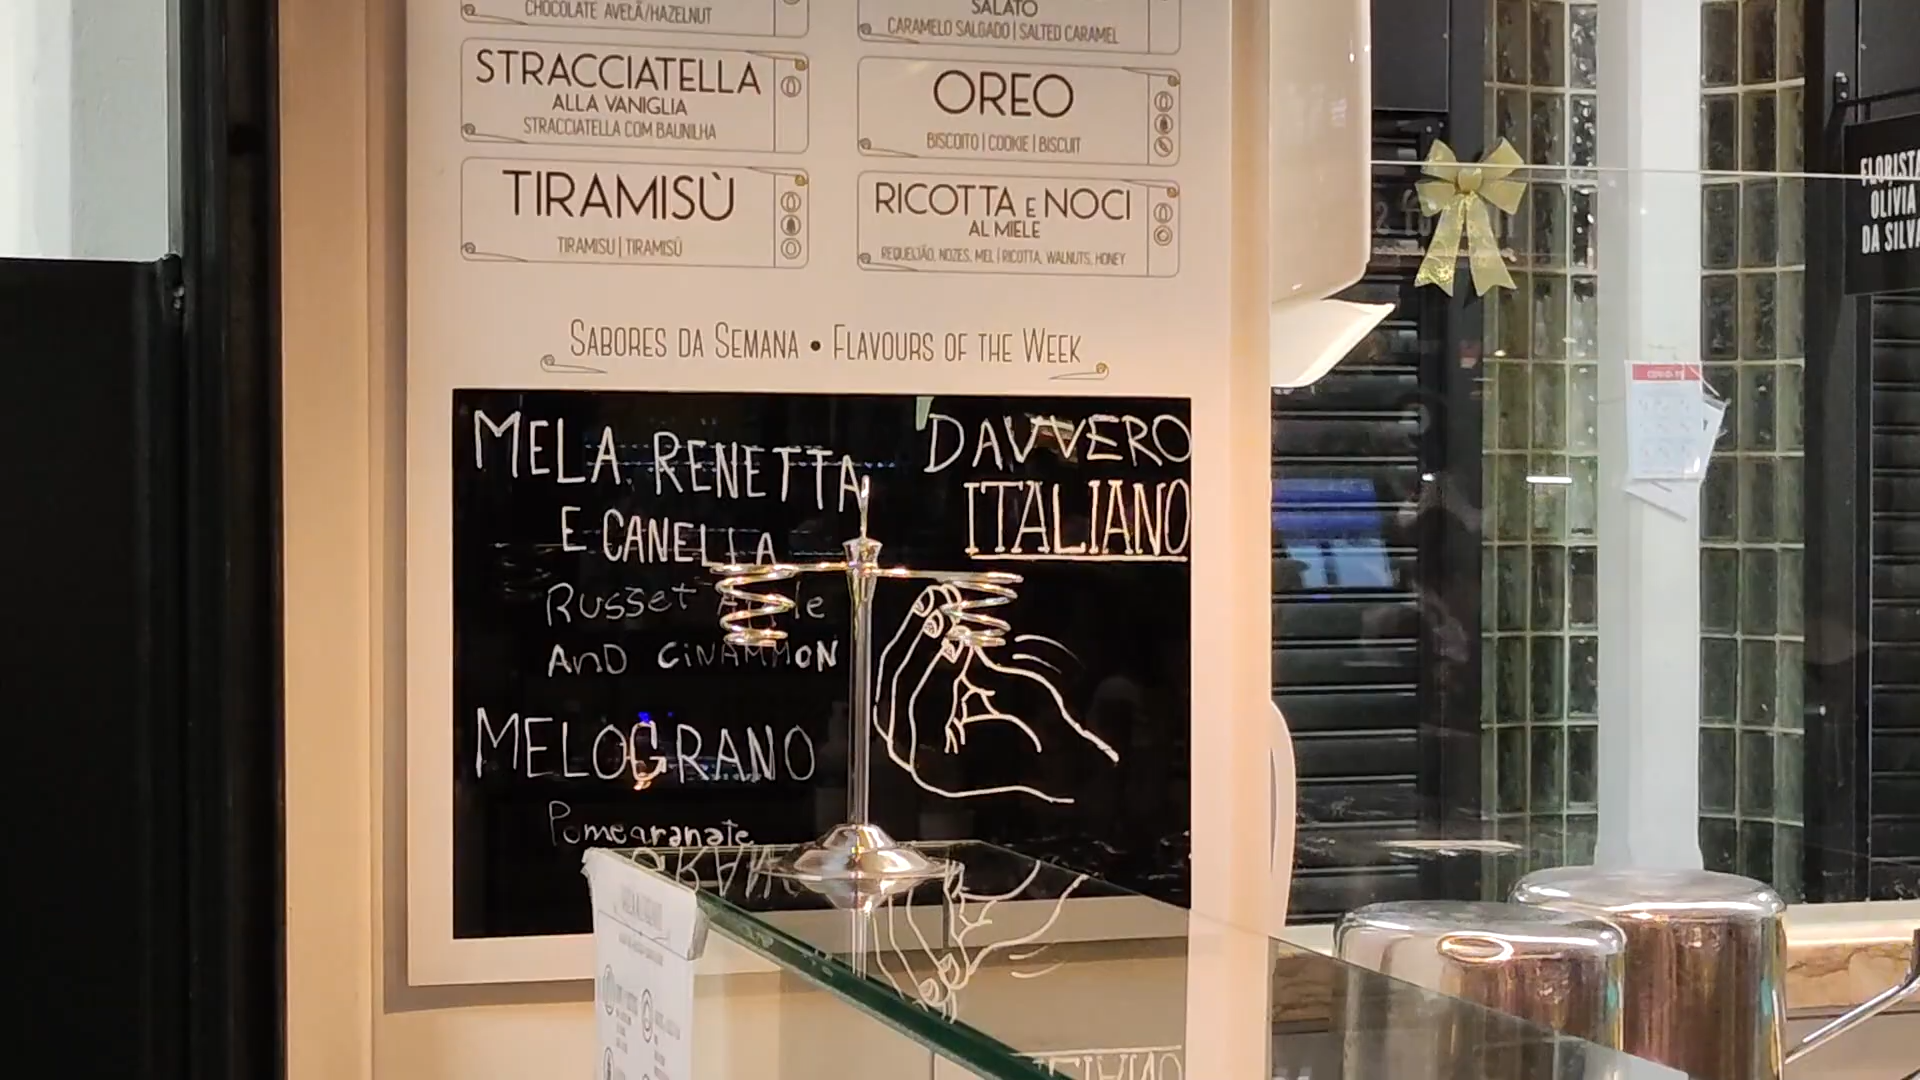 CHOCOLATE AVELÃ/HAZELNUT
STRACCIATELLA
ALLA VANIGLIA
STRACCIATELLA COM BAUNILHA
TIRAMISÙ
TIRAMISU | TIRAMISÙ
SALATO
CARAMELO SALGADO | SALTED CARAMEL
OREO
BISCOITO | COOKIE | BISCUIT
RICOTTA E NOCI
AL MIELE
REQUEIJÃO, NOZES, MEL | RICOTTA, WALNUTS, HONEY
SABORES DA SEMANA • FLAVOURS OF THE WEEK
MELA RENETTA
E CANELLA
Russet Apple
AND CINAMMON
MELOGRANO
Pomegranate
DAVVERO
ITALIANO
FLORISTA
OLIVIA
DA SILVA